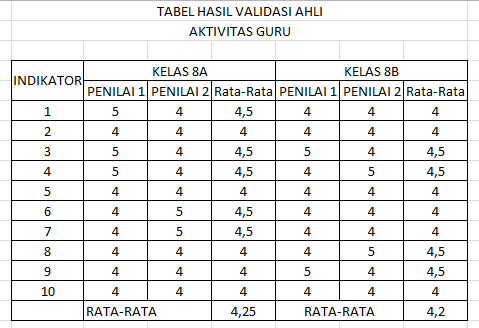 TABEL HASIL VALIDASI AHLI
AKTIVITAS GURU
INDIKATOR KELAS 8A KELAS 8B
PENILAI 1 PENILAI 2 Rata-Rata PENILAI 1 PENILAI 2 Rata-Rata
1 5 4 4,5 4 4 4
2 4 4 4 4 4 4
3 5 4 4,5 5 4 4,5
4 5 4 4,5 4 5 4,5
5 4 4 4 4 4 4
6 4 5 4,5 4 4 4
7 4 5 4,5 4 4 4
8 4 4 4 4 5 4,5
9 4 4 4 5 4 4,5
10 4 4 4 4 4 4
RATA-RATA 4,25 RATA-RATA 4,2